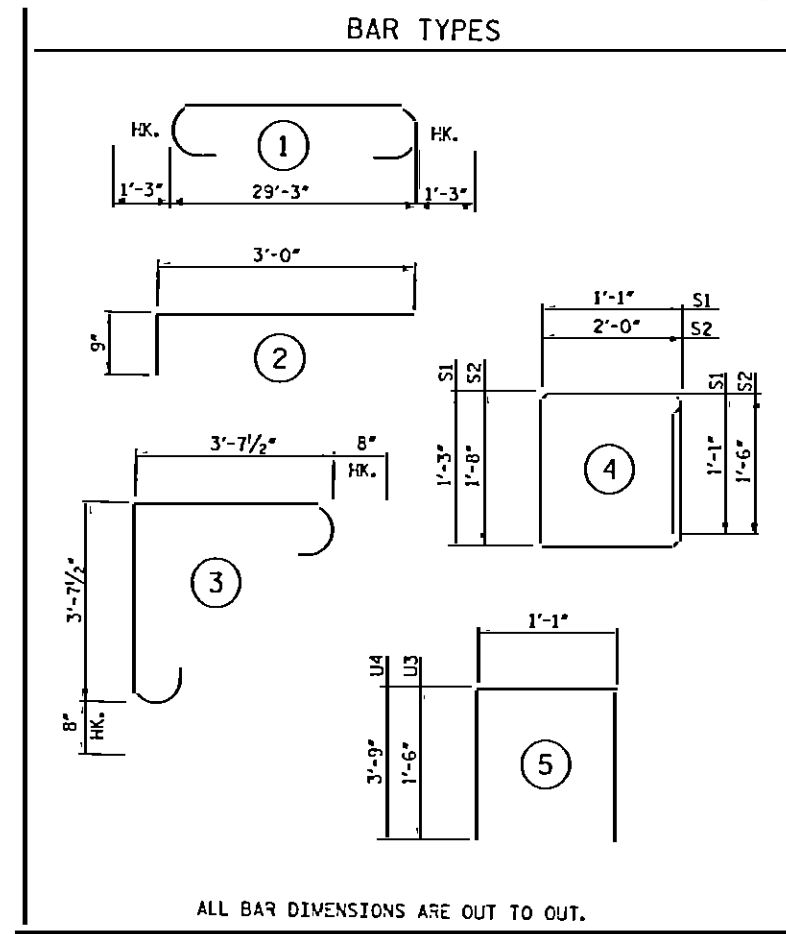 BAR TYPES
HK.
1
HK.
1'-3"
29'-3"
1'-3"
3'-0"
9"
2
1'-1" S1
2'-0" S2
S1
S2
S1
S2
1'-3"
1'-8"
4
1'-1"
1'-6"
3'-7½"
8"
HK.
3'-7½"
3
8"
HK.
1'-1"
U4
U3
3'-9"
1'-6"
5
ALL BAR DIMENSIONS ARE OUT TO OUT.